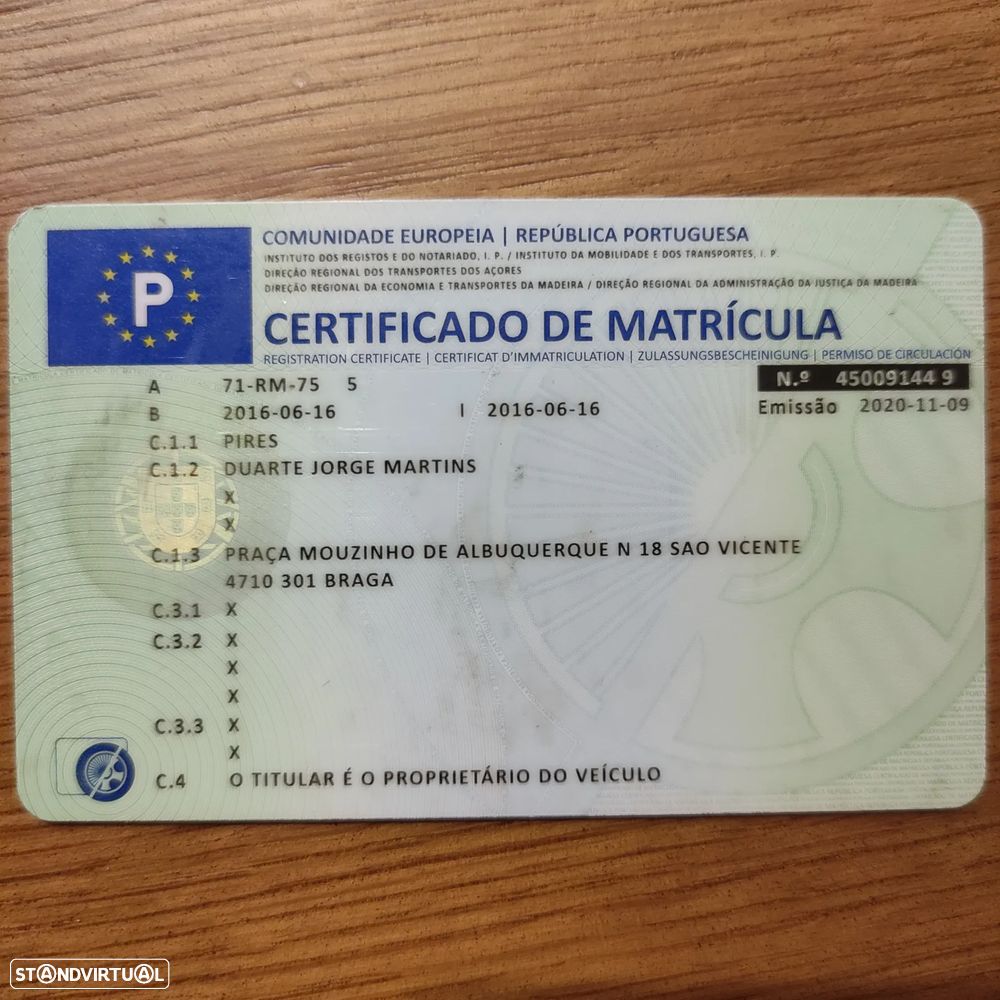 P
COMUNIDADE EUROPEIA | REPÚBLICA PORTUGUESA
INSTITUTO DOS REGISTOS E DO NOTARIADO, I. P. / INSTITUTO DA MOBILIDADE E DOS TRANSPORTES, I. P.
DIREÇÃO REGIONAL DOS TRANSPORTES DOS AÇORES
DIREÇÃO REGIONAL DA ECONOMIA E TRANSPORTES DA MADEIRA / DIREÇÃO REGIONAL DA ADMINISTRAÇÃO DA JUSTIÇA DA MADEIRA
CERTIFICADO DE MATRÍCULA
REGISTRATION CERTIFICATE | CERTIFICAT D'IMMATRICULATION | ZULASSUNGSBESCHEINIGUNG | PERMISO DE CIRCULACIÓN
A 71-RM-75 5 N.º 45009144 9
B 2016-06-16 I 2016-06-16 Emissão 2020-11-09
C.1.1 PIRES
C.1.2 DUARTE JORGE MARTINS
X
X
C.1.3 PRAÇA MOUZINHO DE ALBUQUERQUE N 18 SAO VICENTE
4710 301 BRAGA
C.3.1 X
C.3.2 X
X
X
C.3.3 X
X
C.4 O TITULAR É O PROPRIETÁRIO DO VEÍCULO
STANDVIRTUAL